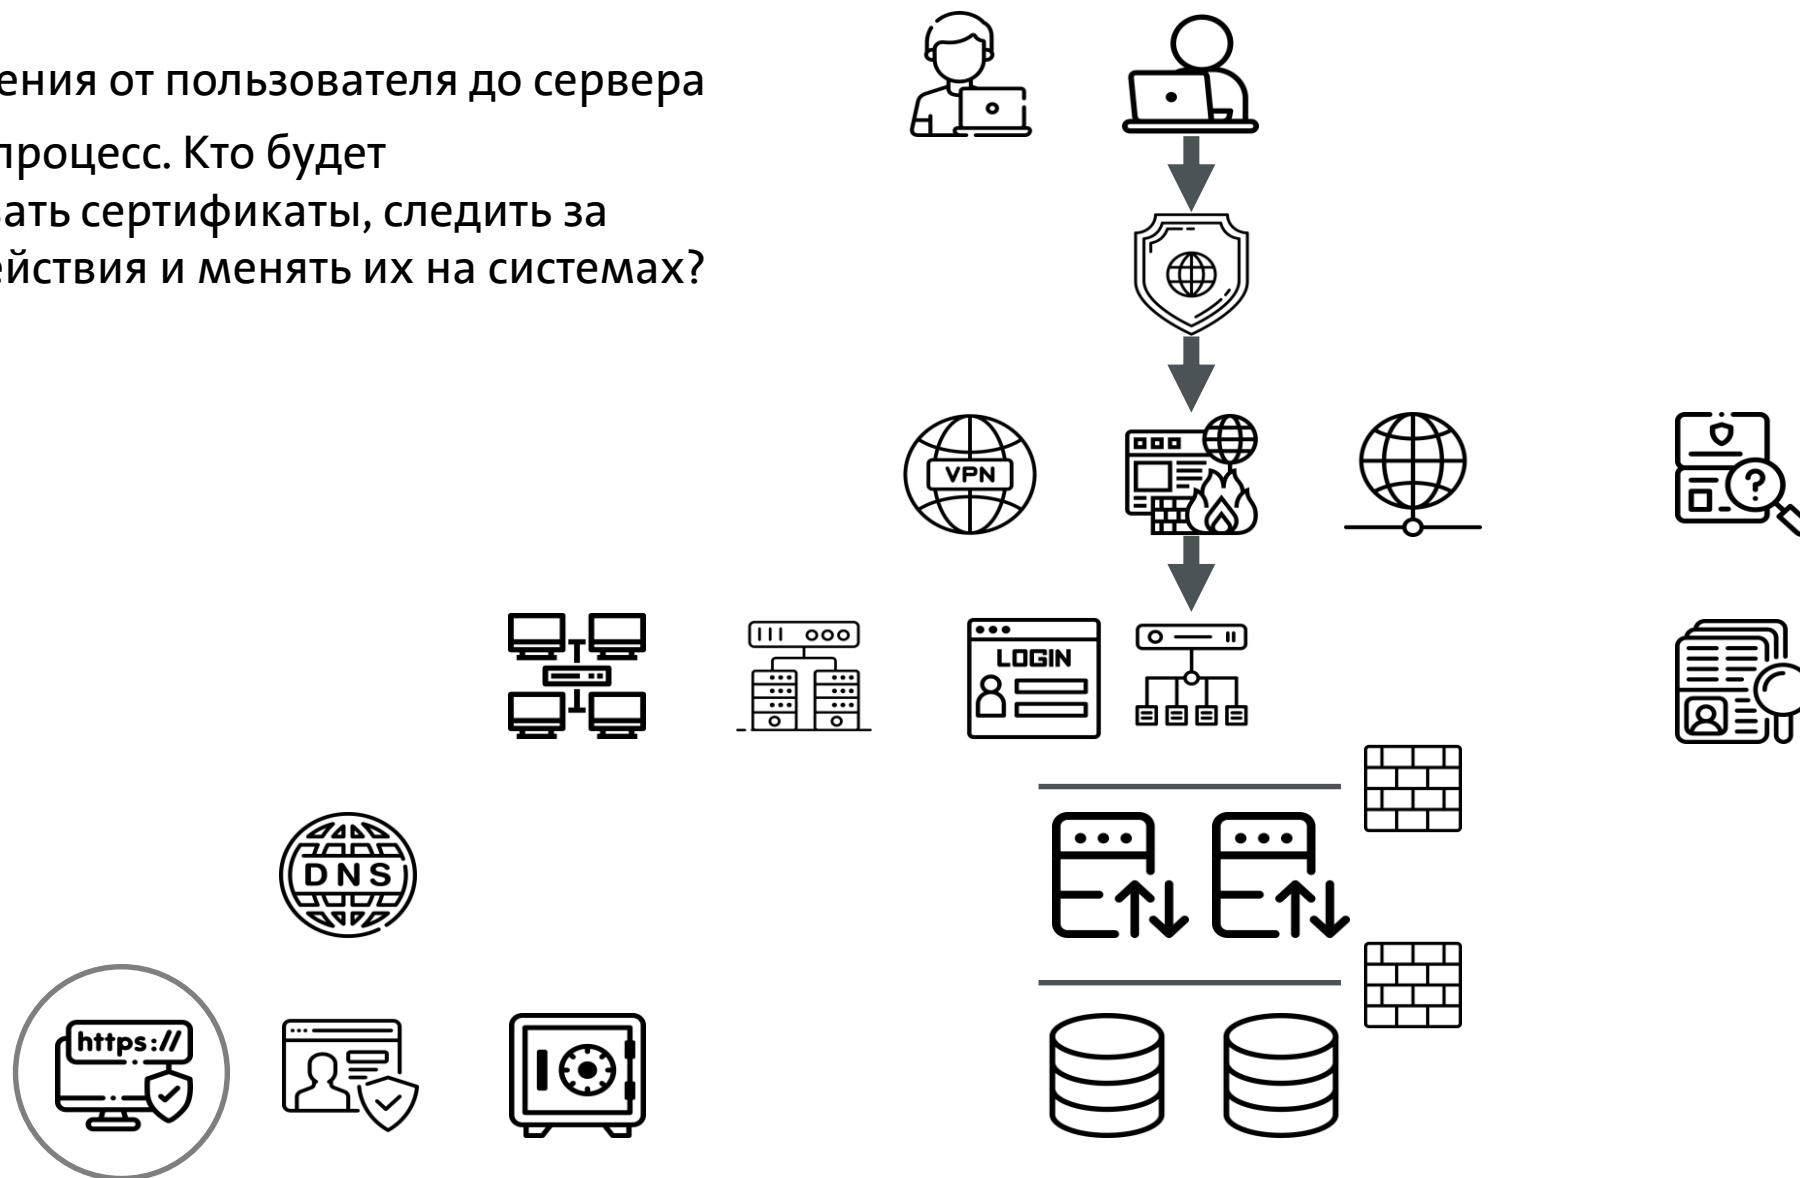 ения от пользователя до сервера
процесс. Кто будет
ать сертификаты, следить за
ействия и менять их на системах?
VPN
LOGIN
DNS
https://